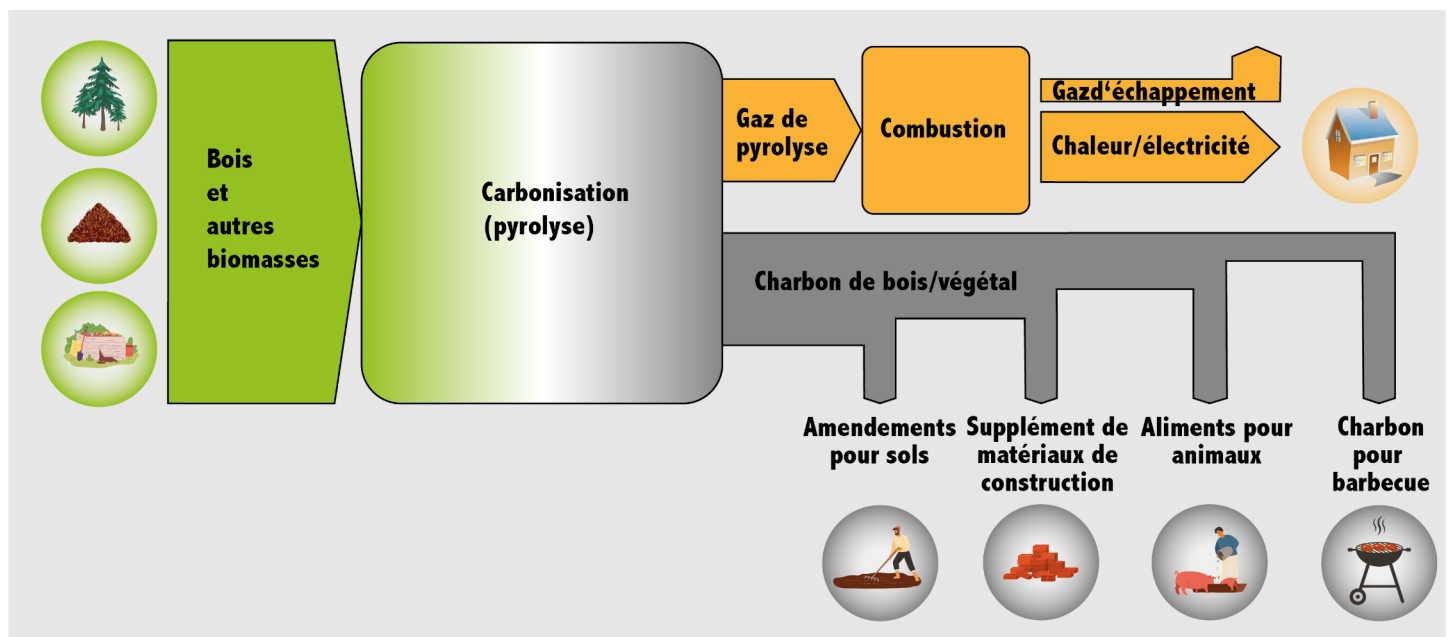 Bois
et
autres
biomasses
Carbonisation
(pyrolyse)
Gaz de
pyrolyse
Combustion
Gazd‘échappement
Chaleur/électricité
Charbon de bois/végétal
Amendements
pour sols
Supplément de
matériaux de
construction
Aliments pour
animaux
Charbon
pour
barbecue